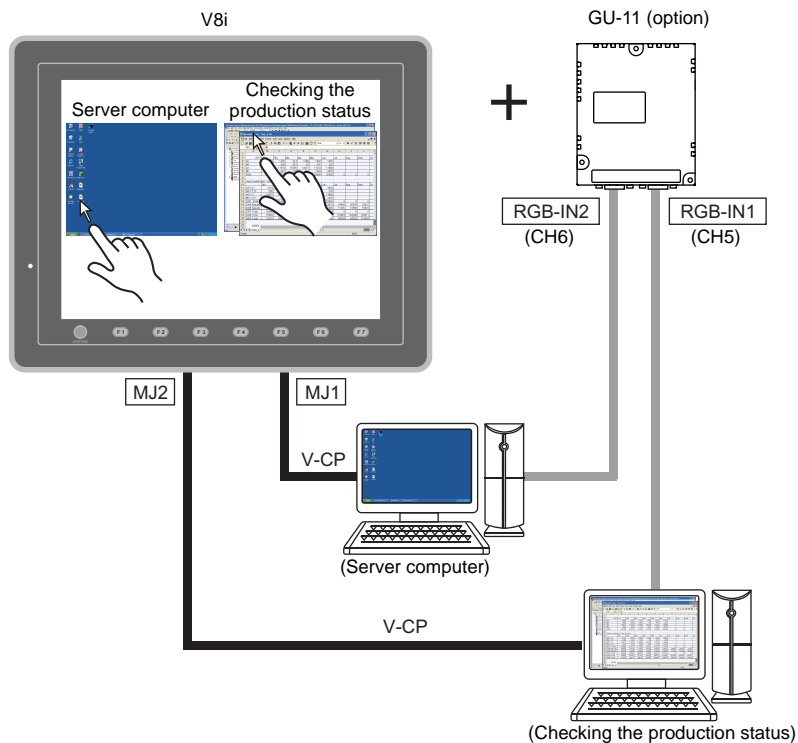 V8i
GU-11 (option)
Server computer
Checking the
production status
RGB-IN2
(CH6)
RGB-IN1
(CH5)
SYSTEM
F1
F2
F3
F4
F5
F6
F7
MJ2
MJ1
V-CP
(Server computer)
V-CP
(Checking the production status)